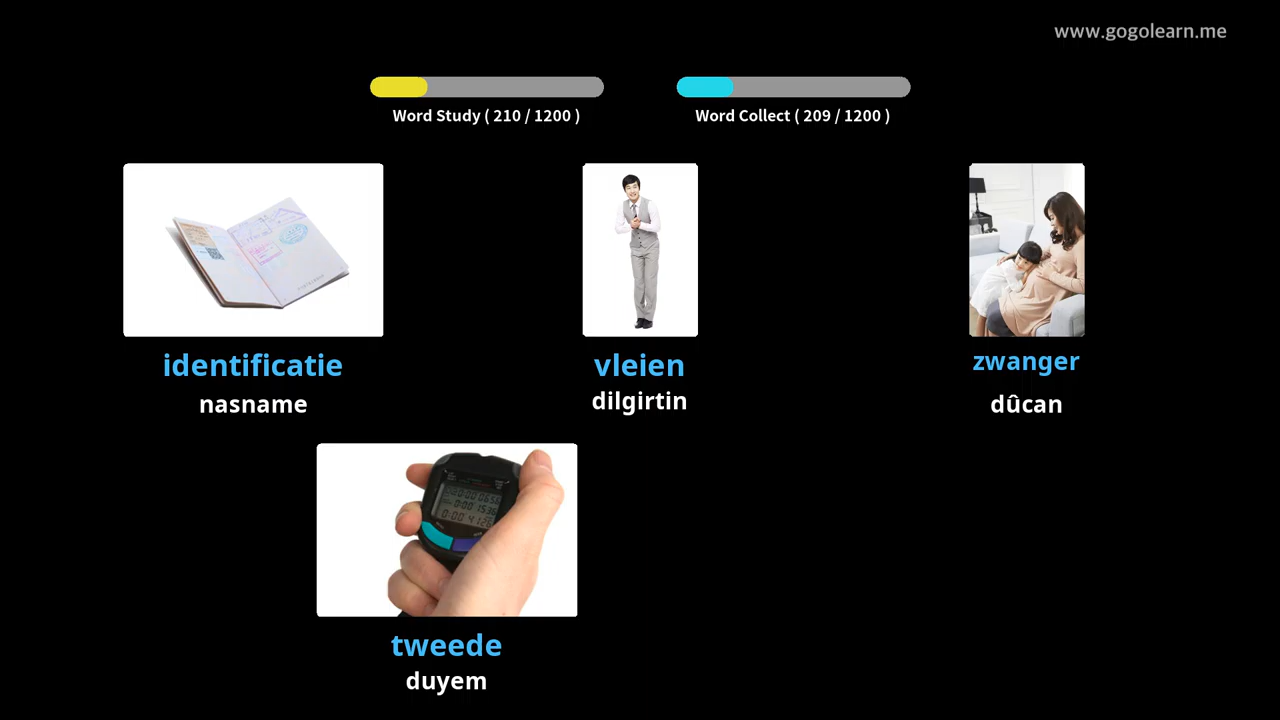 www.gogolearn.me
Word Study ( 210 / 1200 )
Word Collect ( 209 / 1200 )
identificatie
nasname
vleien
dilgirtin
zwanger
dûcan
tweede
duyem